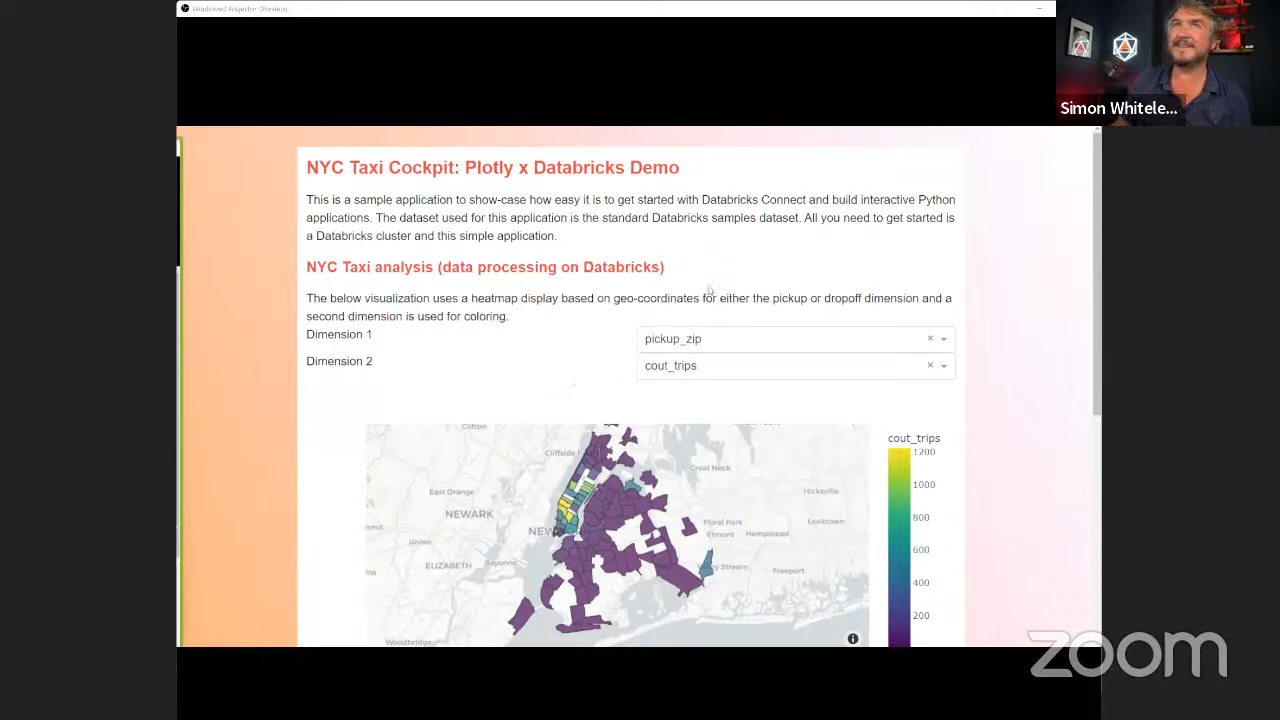 Windowed Projector (Preview)
Simon Whitele...
NYC Taxi Cockpit: Plotly x Databricks Demo
This is a sample application to show-case how easy it is to get started with Databricks Connect and build interactive Python
applications. The dataset used for this application is the standard Databricks samples dataset. All you need to get started is
a Databricks cluster and this simple application.
NYC Taxi analysis (data processing on Databricks)
The below visualization uses a heatmap display based on geo-coordinates for either the pickup or dropoff dimension and a
second dimension is used for coloring.
Dimension 1
pickup_zip
Dimension 2
cout_trips
Clifton
Cliffside
Great Neck
East Orange
Hicksville
NEWARK
NEW
Floral Park
Levittown
Elmont
Hempstead
Union
ELIZABETH
Bayonne
Stream
Freeport
Woodbridge
cout_trips
1200
1000
800
600
400
200
zoom